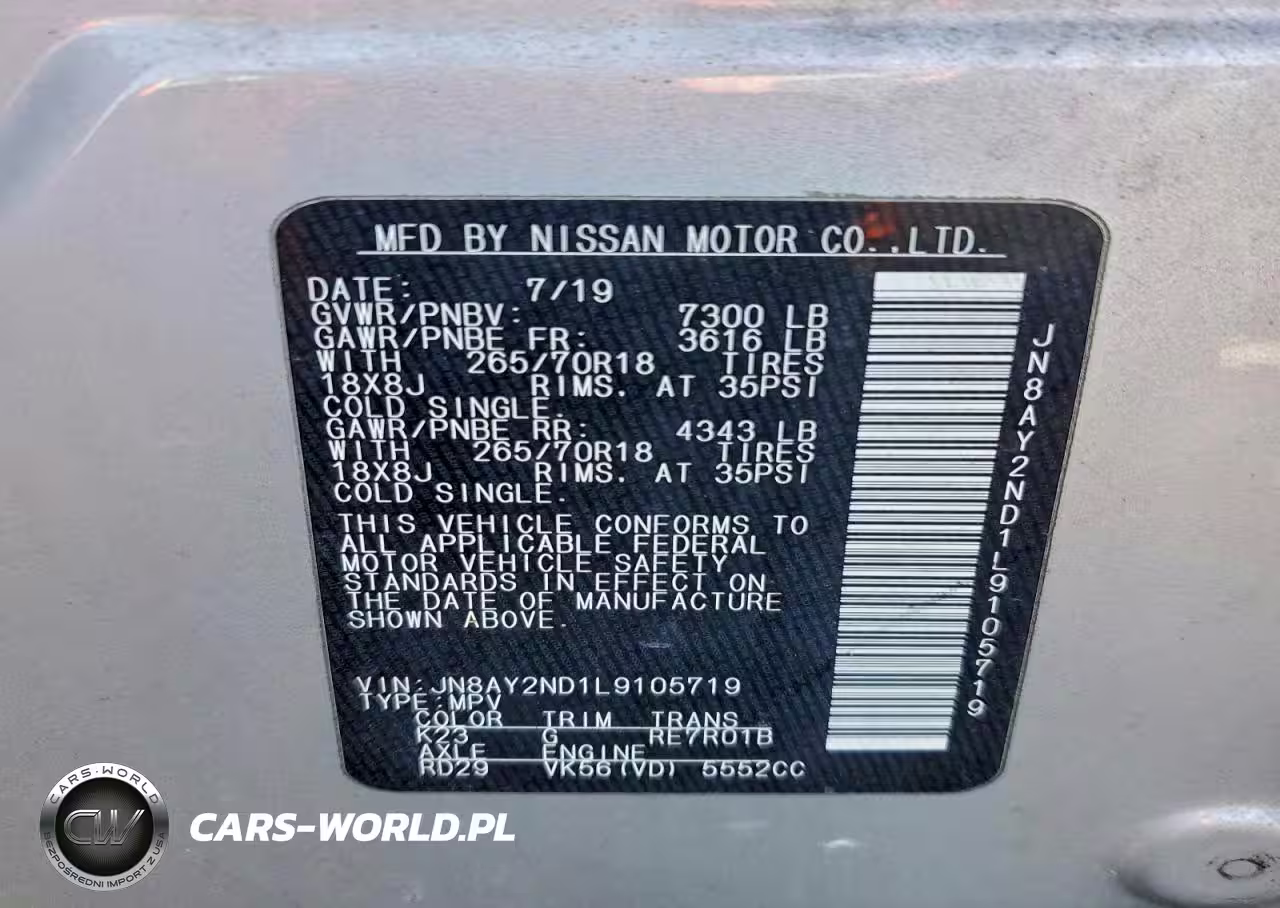 MFD BY NISSAN MOTOR CO.,LTD.
DATE: 7/19
GVWR/PNBV: 7300 LB
GAWR/PNBE FR: 3616 LB
WITH 265/70R18 TIRES
18X8J RIMS. AT 35PSI
COLD SINGLE.
GAWR/PNBE RR: 4343 LB
WITH 265/70R18 TIRES
18X8J RIMS. AT 35PSI
COLD SINGLE.
THIS VEHICLE CONFORMS TO
ALL APPLICABLE FEDERAL
MOTOR VEHICLE SAFETY
STANDARDS IN EFFECT ON
THE DATE OF MANUFACTURE
SHOWN ABOVE.
VIN:JN8AY2ND1L9105719
TYPE:MPV
COLOR TRIM TRANS
K23 G RE7R01B
AXLE ENGINE
RD29 VK56(VD) 5552CC
JN8AY2ND1L9105719
CARS-WORLD
CW
BEZPOŚREDNI IMPORT Z USA
CARS-WORLD.PL